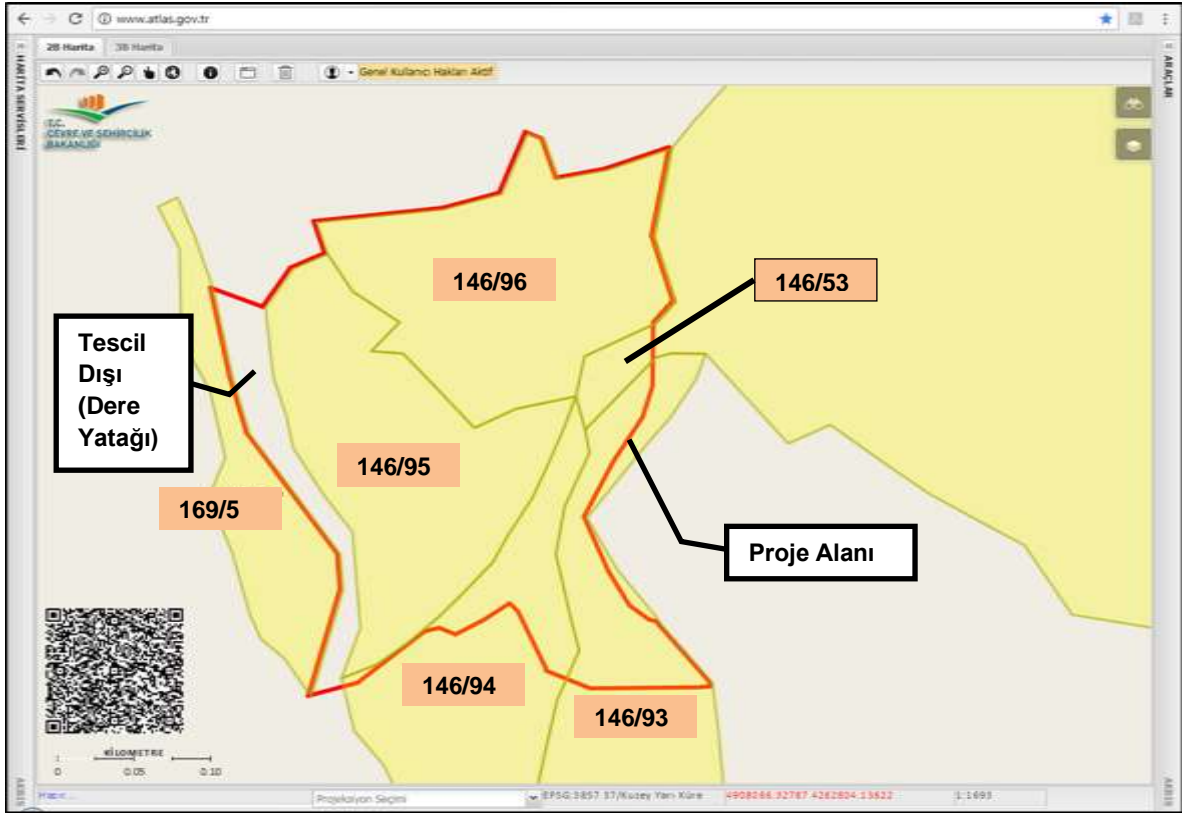 www.atlas.gov.tr
2B Harita 3B Harita
Genel Kullanıcı Hakları Aktif
HARİTA SERVİSLERİ
ARAÇLAR
T.C.
ÇEVRE VE ŞEHİRCİLİK
BAKANLIĞI
146/96
146/53
Tescil
Dışı
(Dere
Yatağı)
146/95
169/5
Proje Alanı
146/94
146/93
KİLOMETRE
0 0.05 0.10
Projeksiyon Seçimi
EPSG:3857 37/Kuzey Yarı Küre
4908066.32787 4262804.13622
1:1693